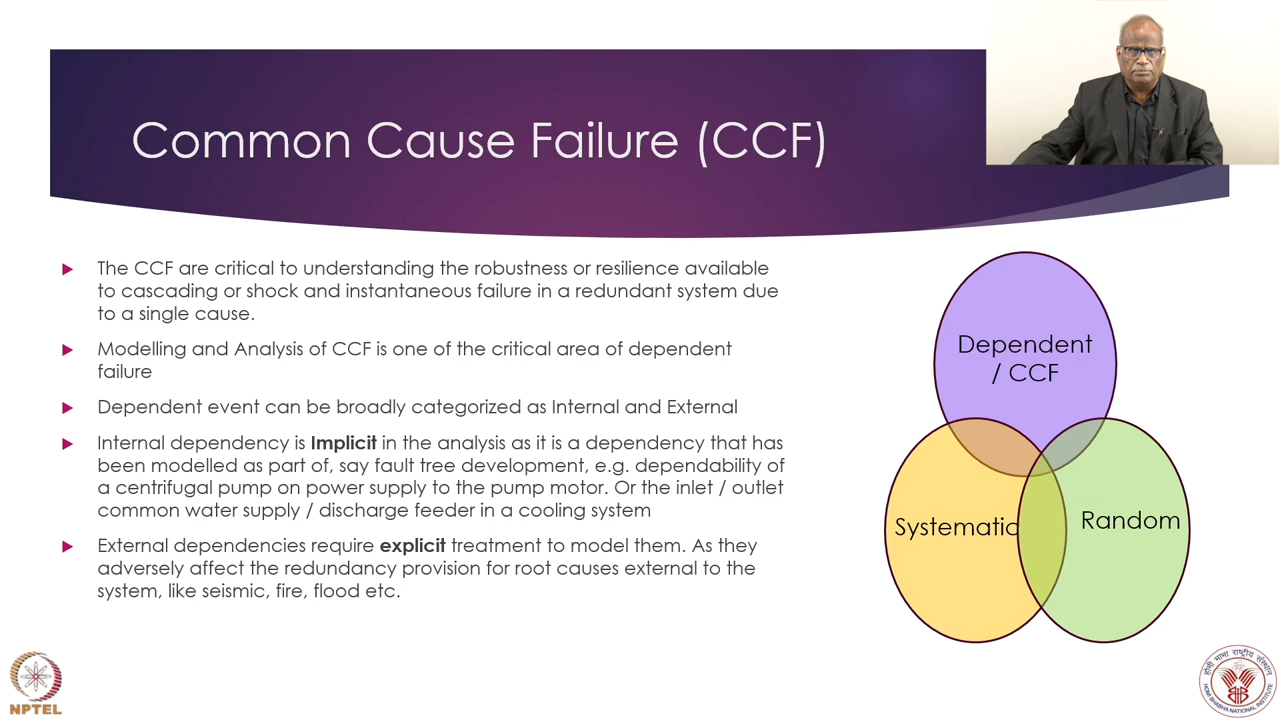 Common Cause Failure (CCF)
The CCF are critical to understanding the robustness or resilience available
to cascading or shock and instantaneous failure in a redundant system due
to a single cause.
Modelling and Analysis of CCF is one of the critical area of dependent
failure
Dependent event can be broadly categorized as Internal and External
Internal dependency is Implicit in the analysis as it is a dependency that has
been modelled as part of, say fault tree development, e.g. dependability of
a centrifugal pump on power supply to the pump motor. Or the inlet / outlet
common water supply / discharge feeder in a cooling system
External dependencies require explicit treatment to model them. As they
adversely affect the redundancy provision for root causes external to the
system, like seismic, fire, flood etc.
Dependent
/ CCF
Systematic
Random
NPTEL
होमी भाभा राष्ट्रीय संस्थान
HOMI BHABHA NATIONAL INSTITUTE